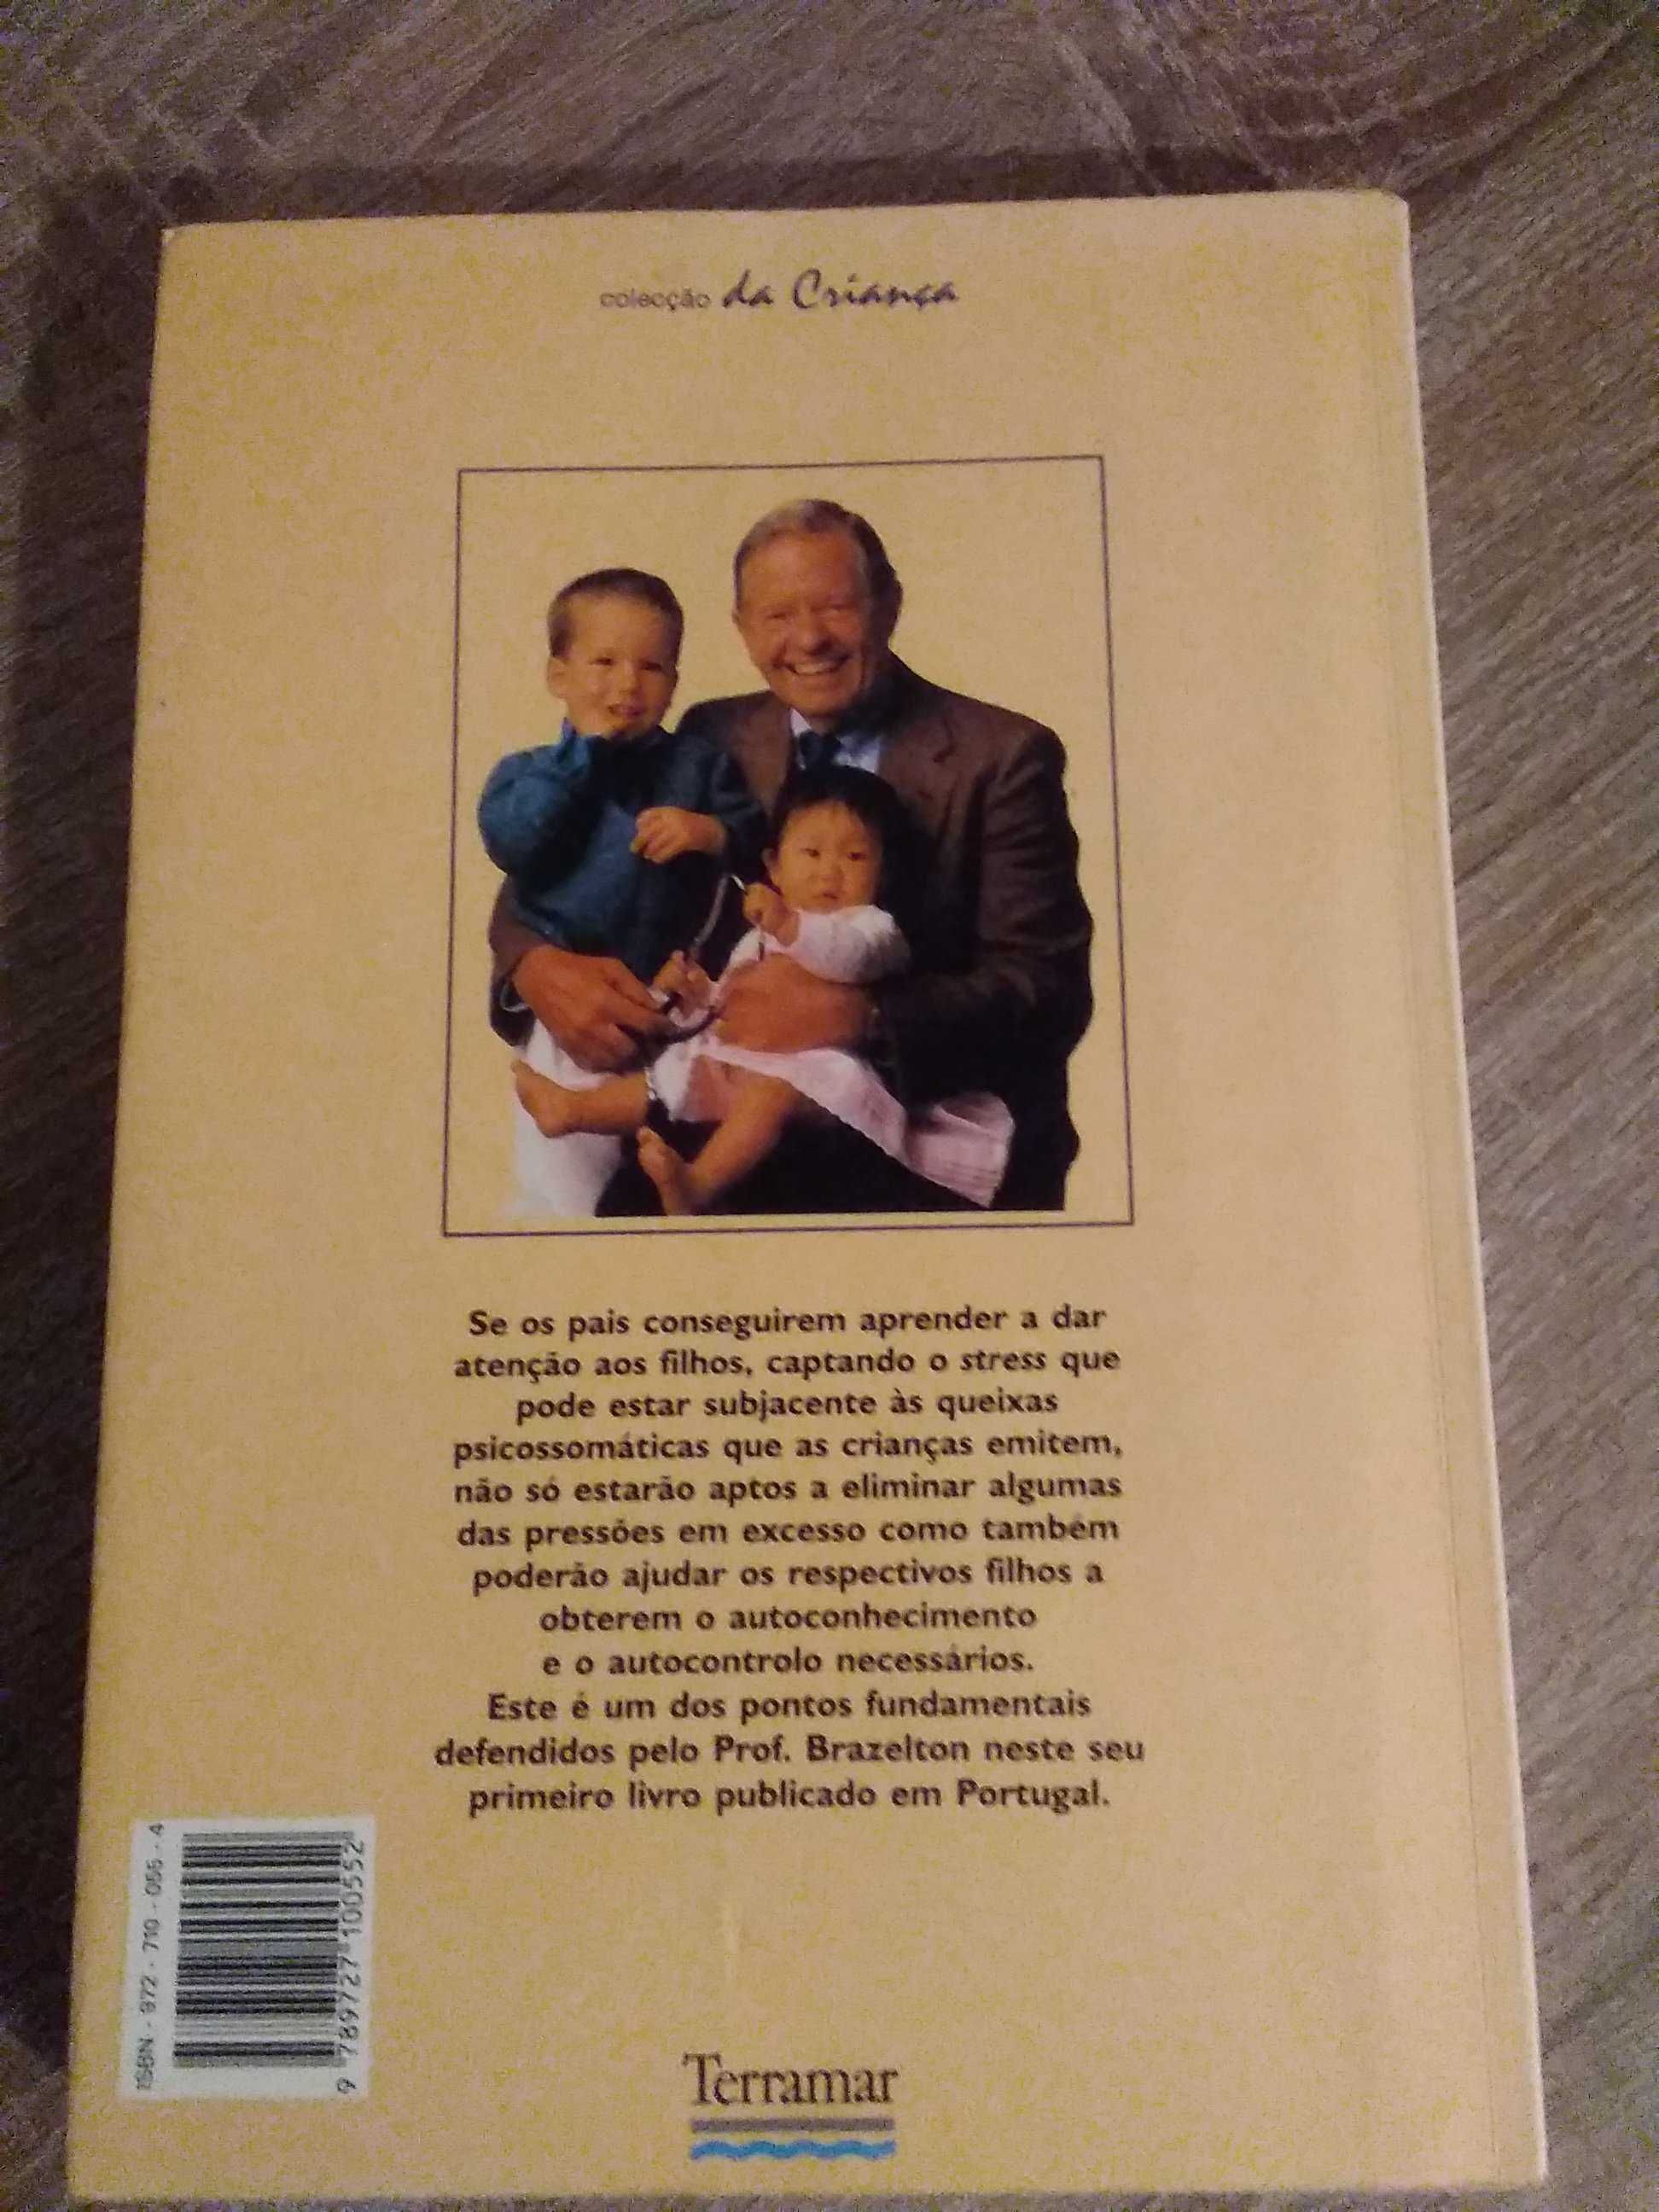 colecção da Criança
Se os pais conseguirem aprender a dar
atenção aos filhos, captando o stress que
pode estar subjacente às queixas
psicossomáticas que as crianças emitem,
não só estarão aptos a eliminar algumas
das pressões em excesso como também
poderão ajudar os respectivos filhos a
obterem o autoconhecimento
e o autocontrolo necessários.
Este é um dos pontos fundamentais
defendidos pelo Prof. Brazelton neste seu
primeiro livro publicado em Portugal.
ISBN - 972 - 710 - 055 - 4
9 789727 100552
Terramar